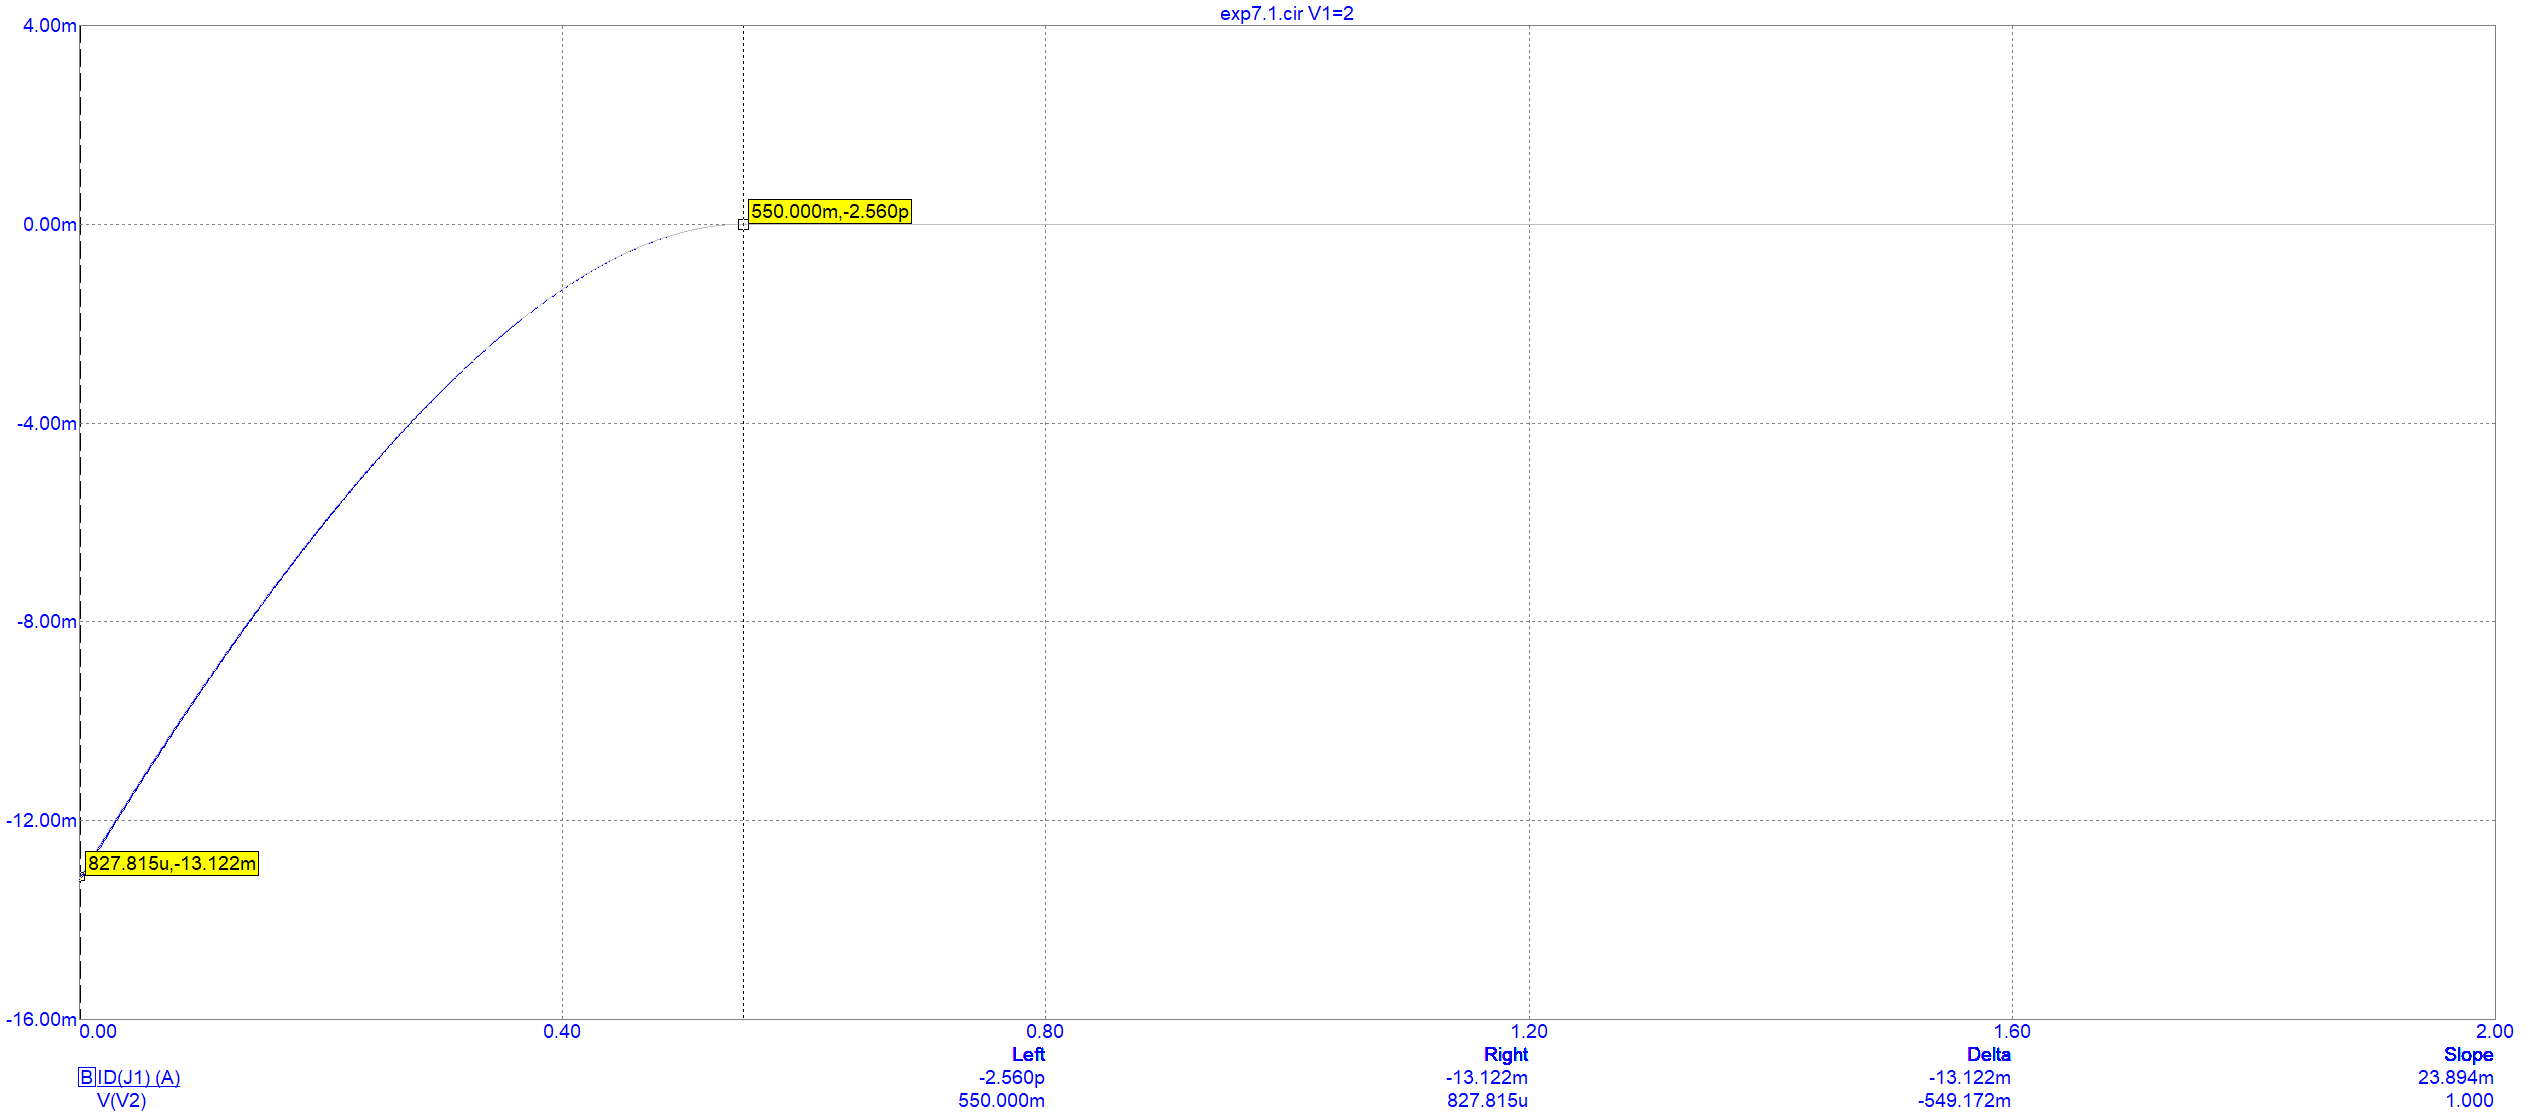 exp7.1.cir V1=2
4.00m
550.000m,-2.560p
0.00m
-4.00m
-8.00m
-12.00m
827.815u,-13.122m
-16.00m
0.00 0.40 0.80 1.20 1.60 2.00
Left Right Delta Slope
B ID(J1) (A) -2.560p -13.122m -13.122m 23.894m
V(V2) 550.000m 827.815u -549.172m 1.000